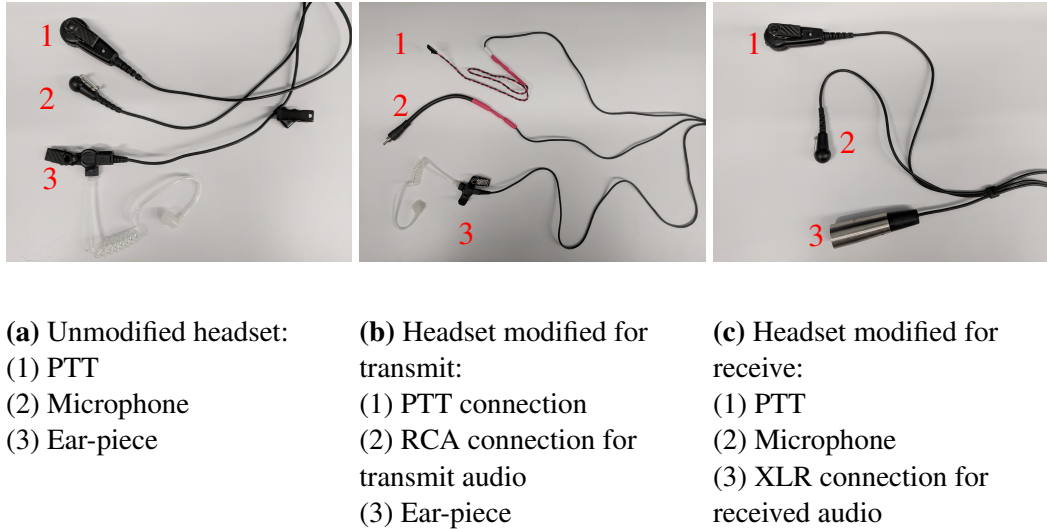 1
2
3
1
2
3
1
2
3
(a) Unmodified headset:
(1) PTT
(2) Microphone
(3) Ear-piece
(b) Headset modified for
transmit:
(1) PTT connection
(2) RCA connection for
transmit audio
(3) Ear-piece
(c) Headset modified for
receive:
(1) PTT
(2) Microphone
(3) XLR connection for
received audio